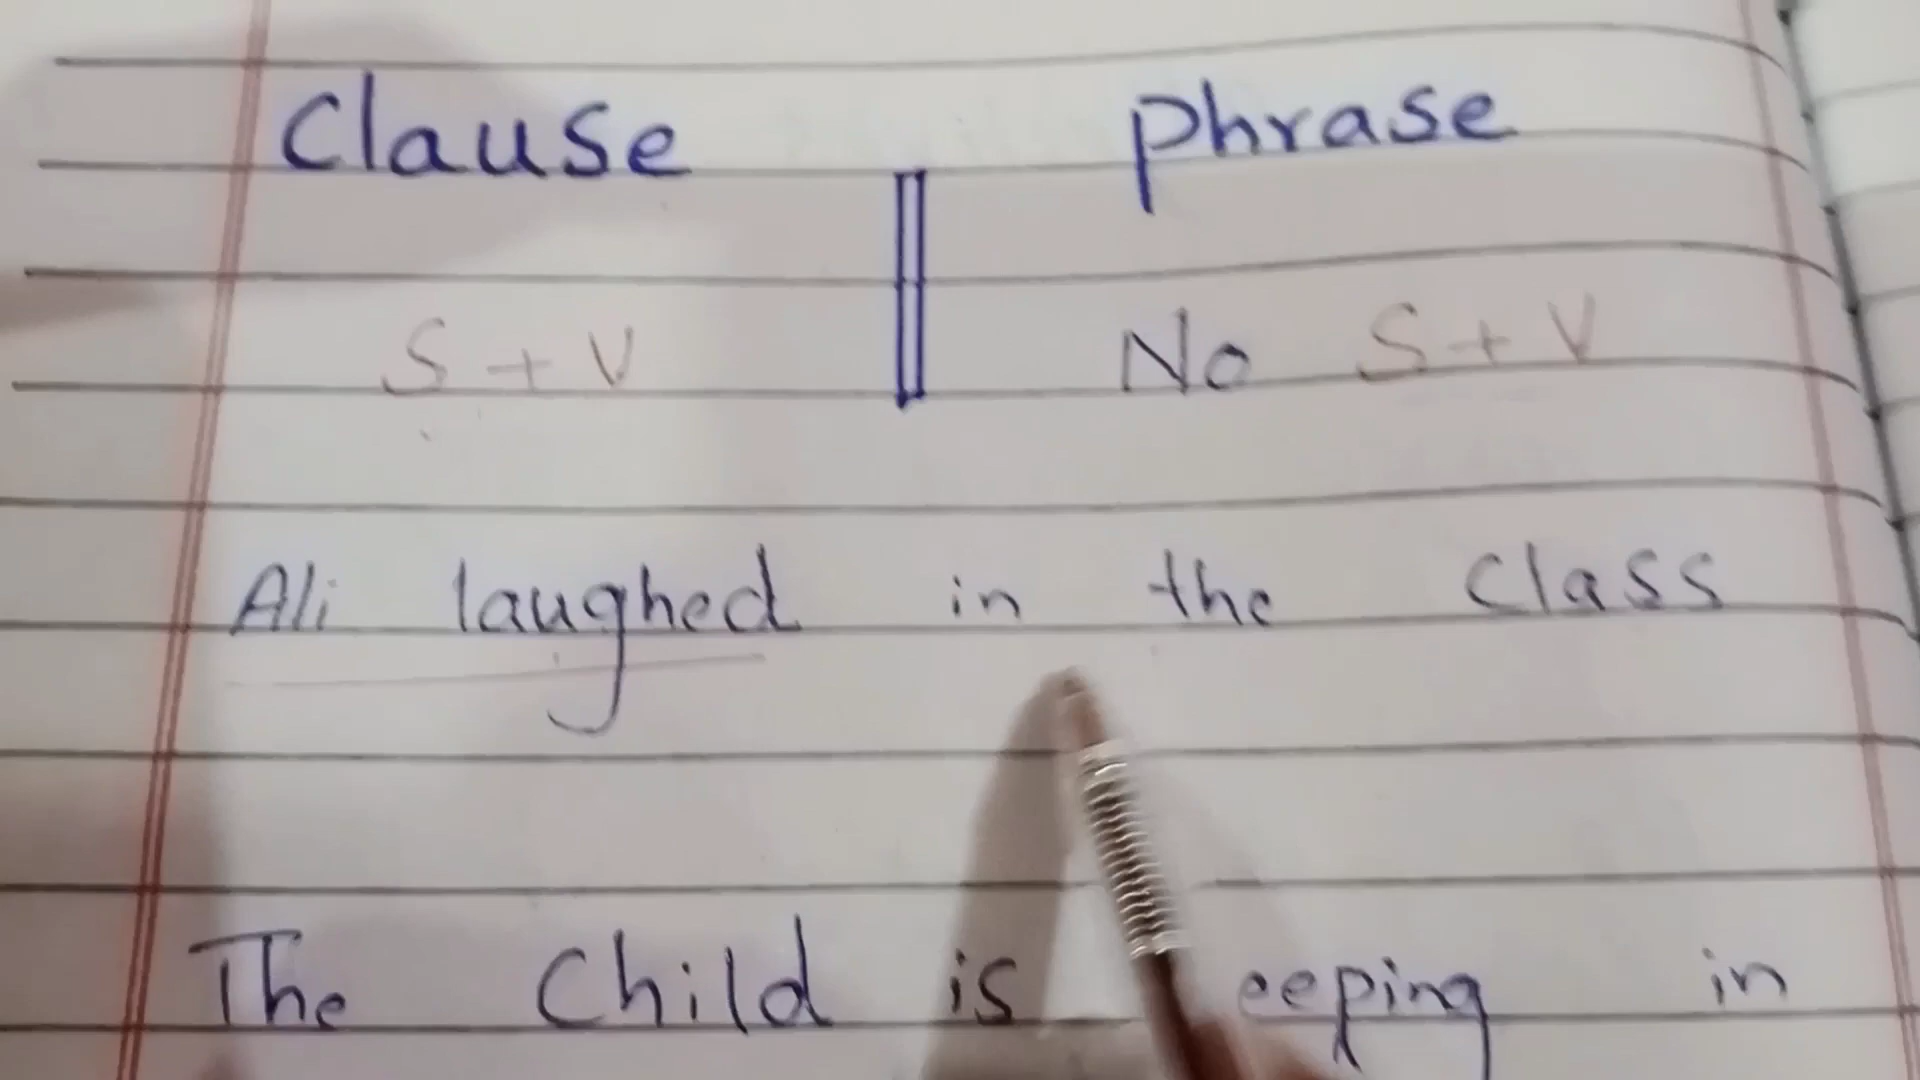 Clause phrase
S + V No S + V
Ali laughed in the Class
The Child is in